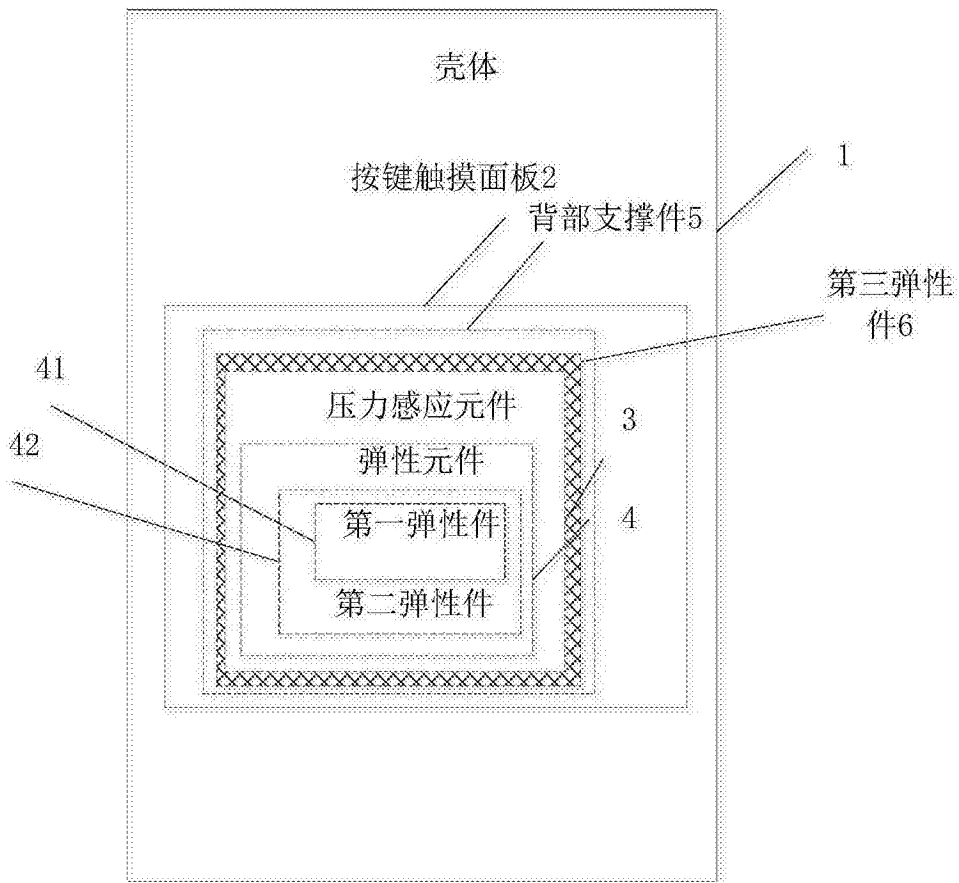 壳体
1
按键触摸面板2
背部支撑件5
第三弹性
件6
41
压力感应元件
3
42
弹性元件
第一弹性件
4
第二弹性件